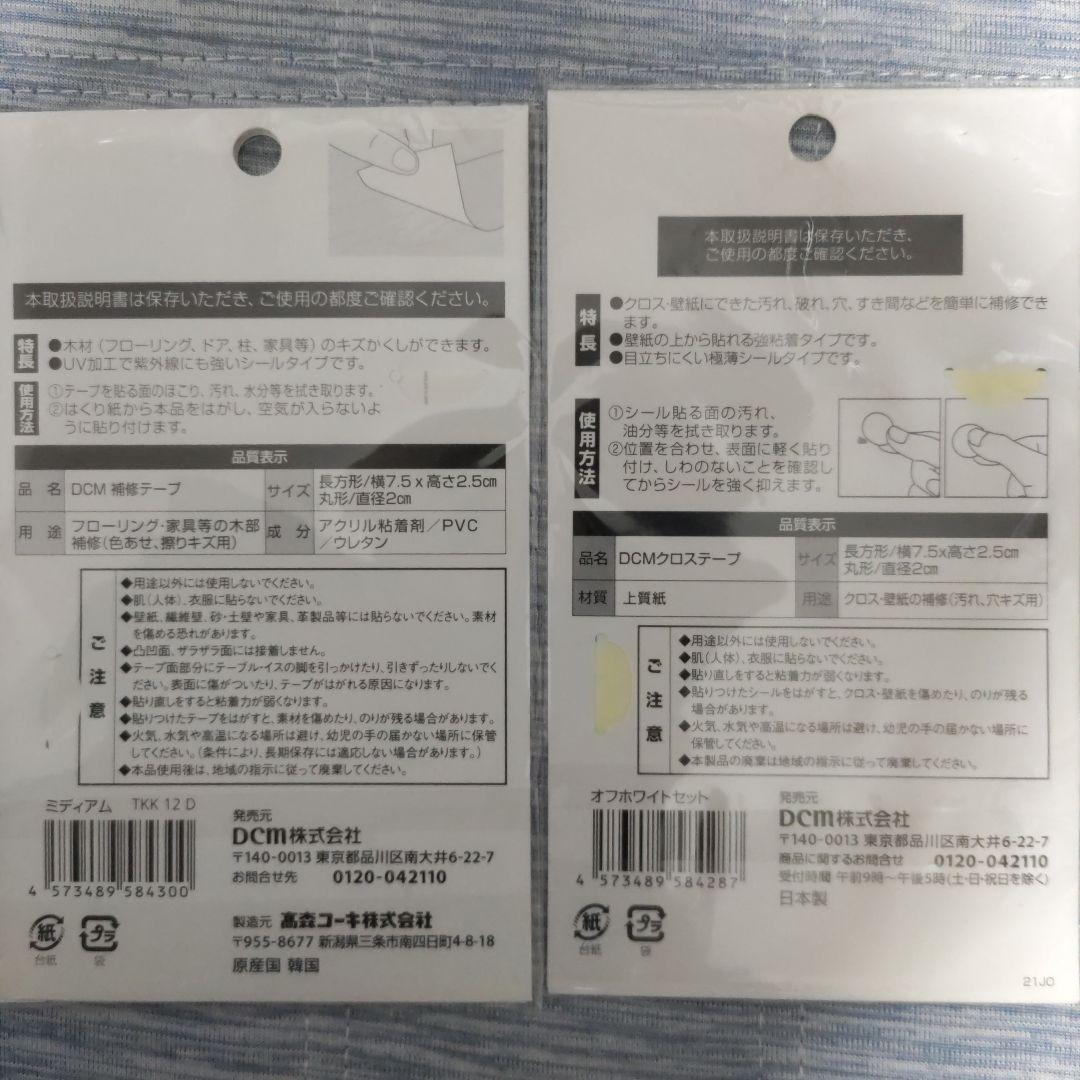 本取扱説明書は保存いただき、ご使用の都度ご確認ください。
特長
●木材(フローリング、ドア、柱、家具等)のキズかくしができます。
●UV加工で紫外線にも強いシールタイプです。
使用方法
①テープを貼る面のほこり、汚れ、水分等を拭き取ります。
②はくり紙から本品をはがし、空気が入らないよ
うに貼り付けます。
品質表示
品 名 DCM 補修テープ
サイズ 長方形/横7.5x高さ2.5㎝
丸形/直径2㎝
用 途 フローリング・家具等の木部
補修(色あせ、擦りキズ用)
成 分 アクリル粘着剤/PVC
/ウレタン
ご注意
◆用途以外には使用しないでください。
◆肌(人体)、衣服に貼らないでください。
◆壁紙、繊維壁、砂・土壁や家具、革製品等には貼らないでください。素材
を傷める恐れがあります。
◆凸凹面、ザラザラ面には接着しません。
◆テープ面部分にテーブル・イスの脚を引っかけたり、引きずったりしないでく
ださい。表面に傷がついたり、テープがはがれる原因になります。
◆貼り直しをすると粘着力が弱くなります。
◆貼りつけたテープをはがすと、素材を傷めたり、のりが残る場合があります。
◆火気、水気や高温になる場所は避け、幼児の手の届かない場所に保管
してください。(条件により、長期保存には適応しない場合があります。)
◆本品使用後は、地域の指示に従って廃棄してください。
ミディアム TKK 12 D
4 573489 584300
紙
台紙
プラ
袋
発売元
DCM株式会社
〒140-0013 東京都品川区南大井6-22-7
お問合せ先 0120-042110
製造元 髙森コーキ株式会社
〒955-8677 新潟県三条市南四日町4-8-18
原産国 韓国
本取扱説明書は保存いただき、
ご使用の都度ご確認ください。
特長
●クロス・壁紙にできた汚れ、破れ、穴、すき間などを簡単に補修でき
ます。
●壁紙の上から貼れる強粘着タイプです。
●目立ちにくい極薄シールタイプです。
使用方法
①シール貼る面の汚れ、
油分等を拭き取ります。
②位置を合わせ、表面に軽く貼り
付け、しわのないことを確認し
てからシールを強く抑えます。
品質表示
品名 DCMクロステープ
サイズ 長方形/横7.5x高さ2.5㎝
丸形/直径2㎝
材質 上質紙
用途 クロス・壁紙の補修(汚れ、穴キズ用)
ご注意
◆用途以外には使用しないでください。
◆肌(人体)、衣服に貼らないでください。
◆貼り直しをすると粘着力が弱くなります。
◆貼りつけたシールをはがすと、クロス・壁紙を傷めたり、のりが残る
場合があります。
◆火気、水気や高温になる場所は避け、幼児の手の届かない場所に
保管してください。
◆本製品の廃棄は地域の指示に従って廃棄してください。
オフホワイトセット
4 573489 584287
紙
台紙
プラ
袋
発売元
DCM株式会社
〒140-0013 東京都品川区南大井6-22-7
商品に関するお問合せ 0120-042110
受付時間 午前9時～午後5時(土・日・祝日を除く)
日本製
21JO